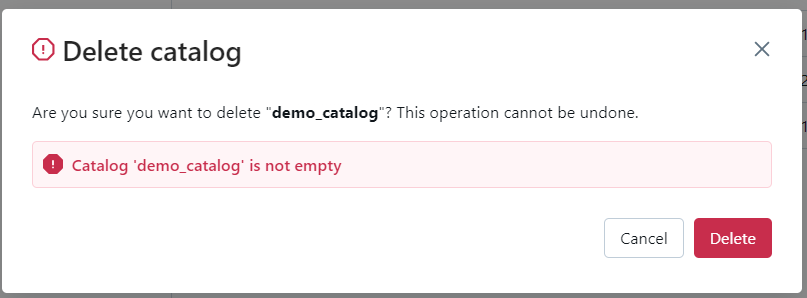 Delete catalog
Are you sure you want to delete "demo_catalog"? This operation cannot be undone.
Catalog 'demo_catalog' is not empty
Cancel
Delete